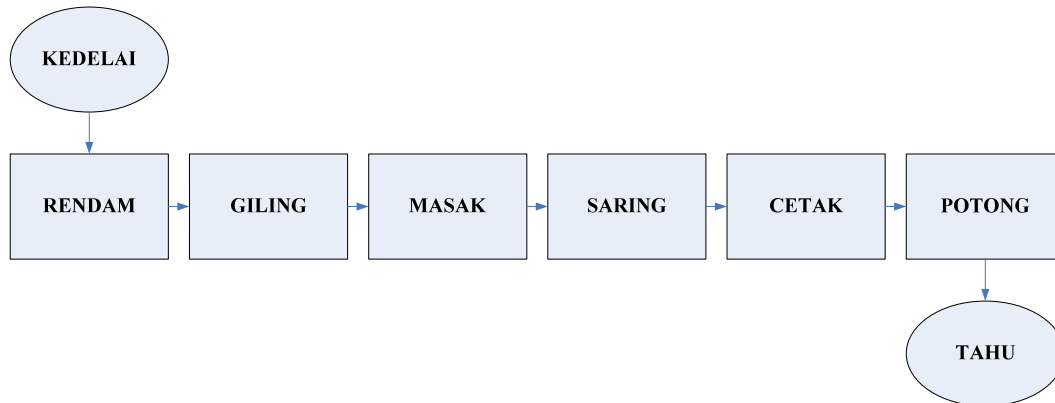 KEDELAI
RENDAM
GILING
MASAK
SARING
CETAK
POTONG
TAHU